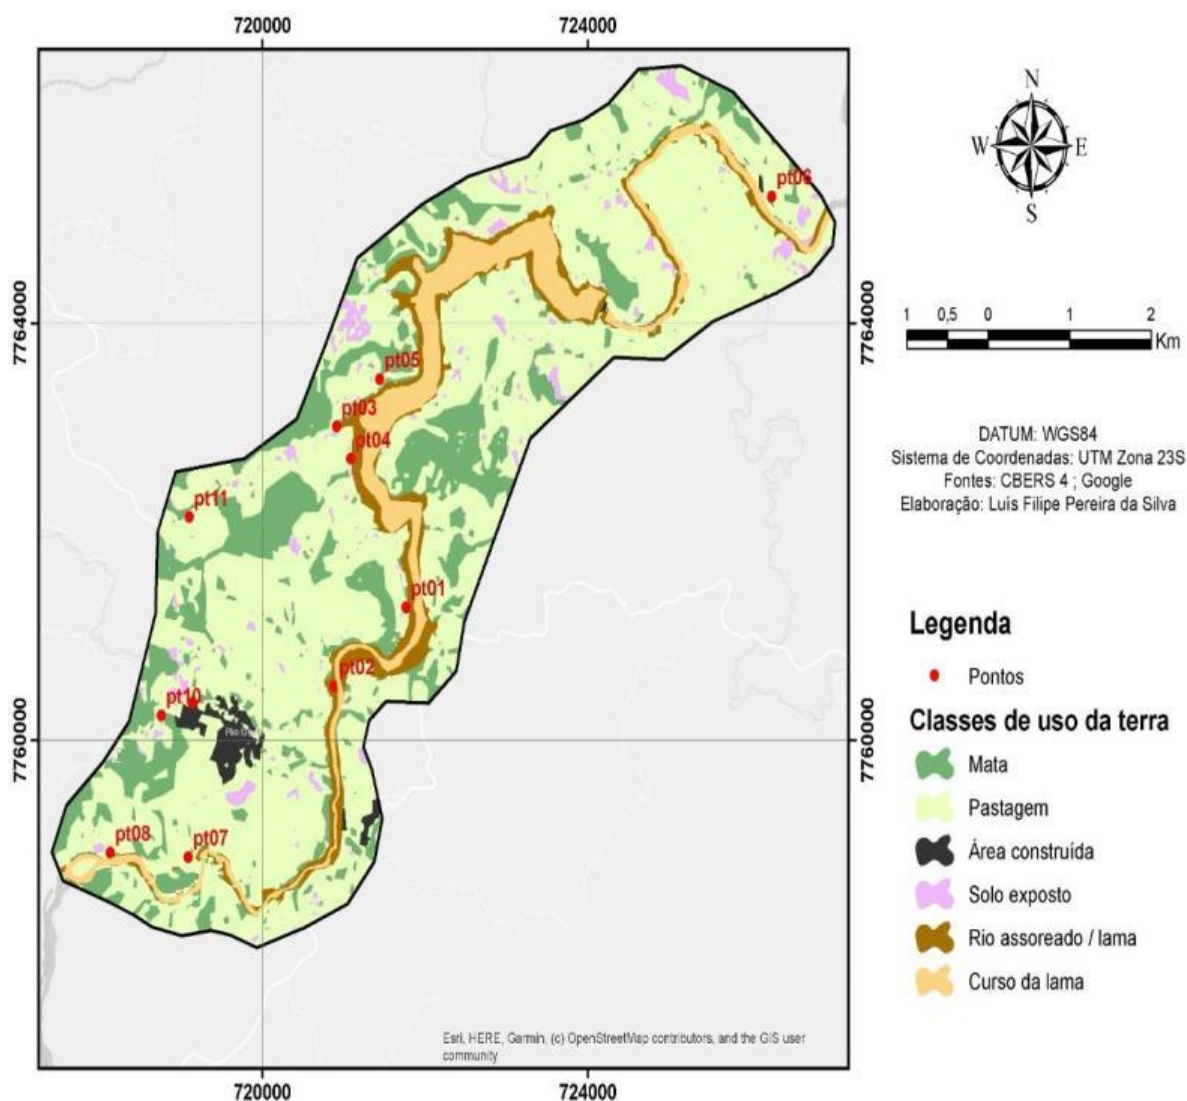 720000 724000
N
W E
S
pt06
7764000 7764000
1 0,5 0 1 2
Km
pt05
pt03
pt04
DATUM: WGS84
Sistema de Coordenadas: UTM Zona 23S
Fontes: CBERS 4 ; Google
Elaboração: Luís Filipe Pereira da Silva
pt11
pt01
pt02
pt10
7760000 7760000
pt08
pt07
Legenda
Pontos
Classes de uso da terra
Mata
Pastagem
Área construída
Solo exposto
Rio assoreado / lama
Curso da lama
Esri, HERE, Garmin, (c) OpenStreetMap contributors, and the GIS user
community
720000 724000